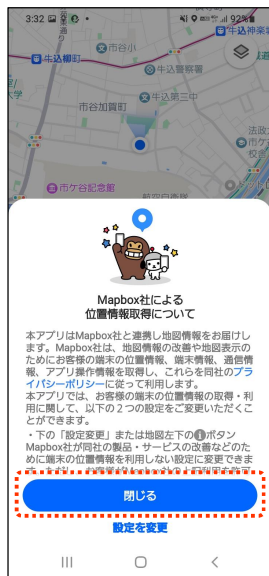 3:32
92%
市谷小
牛込神楽
牛込柳町
牛込警察署
牛込第三中
市谷加賀町
法政
市ケ
校
市ケ谷記念館
Mapbox社による
位置情報取得について
本アプリはMapbox社と連携し地図情報をお届けし
ます。Mapbox社は、地図情報の改善や地図表示の
ためにお客様の端末の位置情報、端末情報、通信情
報、アプリ操作情報を取得し、これらを同社のプラ
イバシーポリシーに従って利用します。
本アプリでは、お客様の端末の位置情報の取得・利
用に関して、以下の２つの設定をご変更いただくこ
とができます。
・下の「設定変更」または地図左下のボタン
Mapbox社が同社の製品・サービスの改善などのた
めに端末の位置情報を利用しない設定に変更できま
閉じる
設定を変更